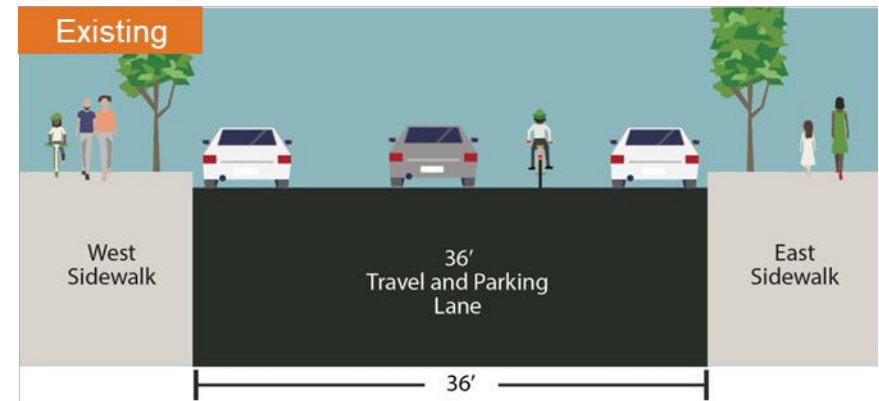 Existing
West
Sidewalk
36’
Travel and Parking
Lane
East
Sidewalk
36’